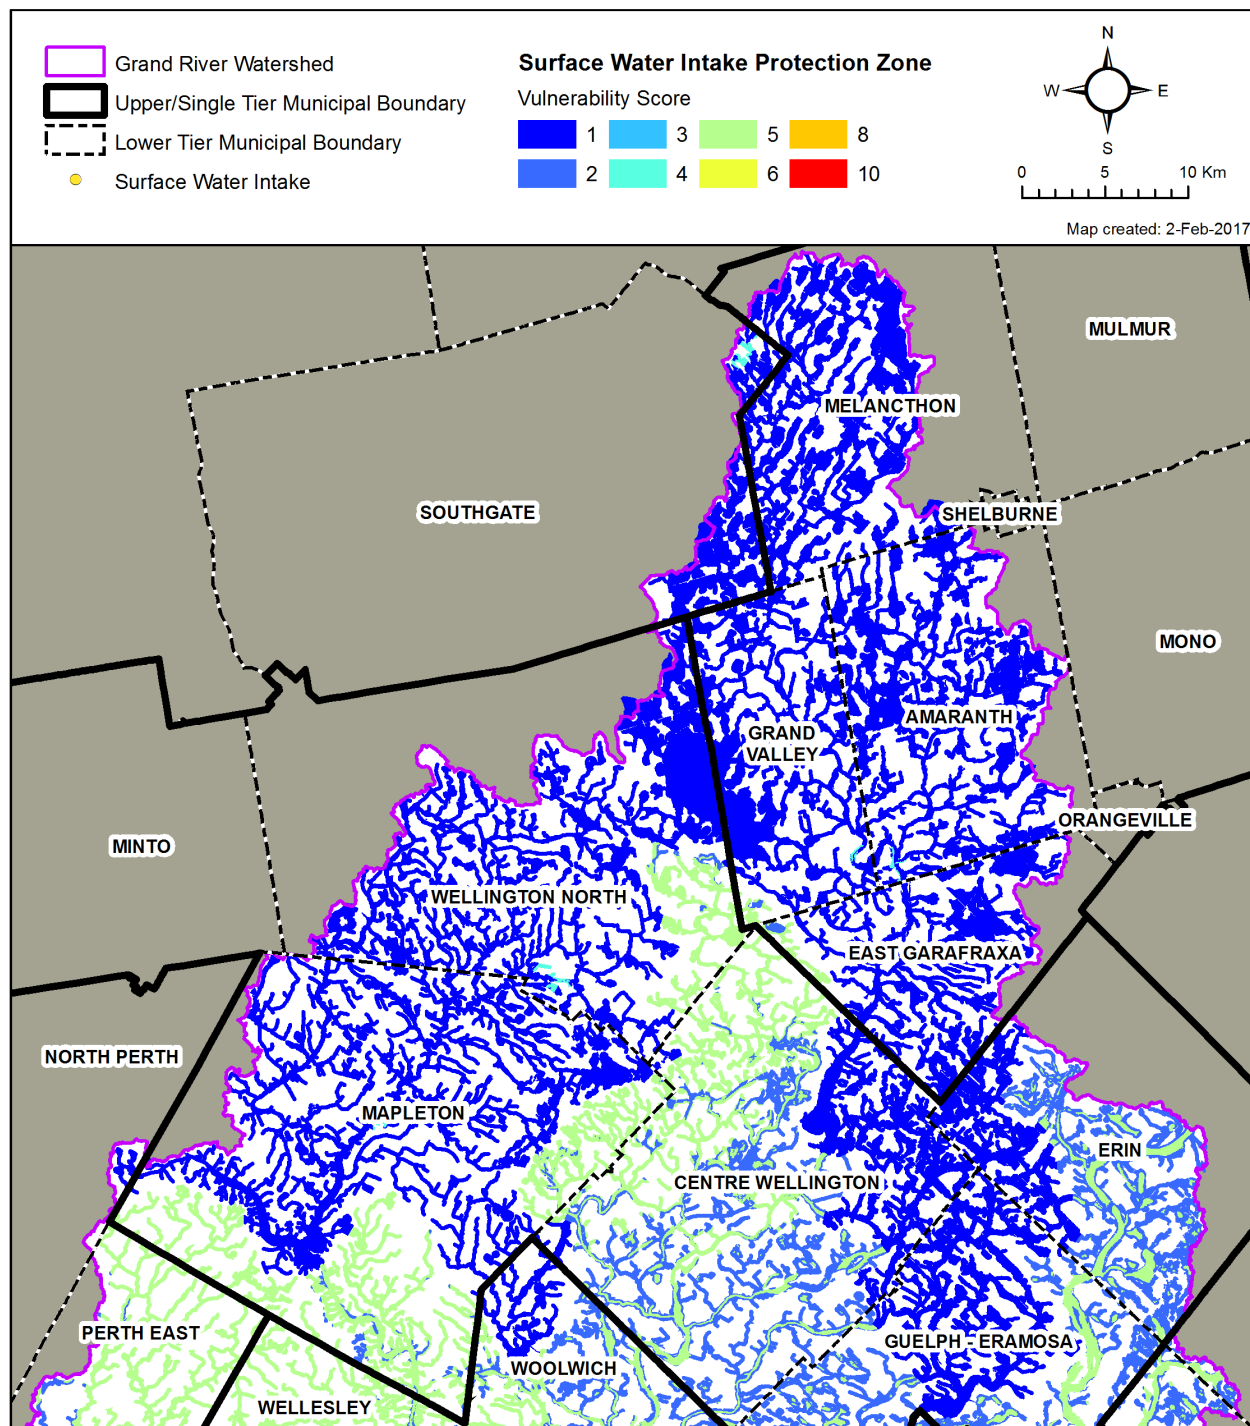 Grand River Watershed
Upper/Single Tier Municipal Boundary
Lower Tier Municipal Boundary
Surface Water Intake
Surface Water Intake Protection Zone
Vulnerability Score
1 3 5 8
2 4 6 10
N
W E
S
0 5 10 Km
Map created: 2-Feb-2017
MULMUR
MELANCTHON
SOUTHGATE
SHELBURNE
MONO
AMARANTH
GRAND
VALLEY
ORANGEVILLE
MINTO
WELLINGTON NORTH
EAST GARAFRAXA
NORTH PERTH
MAPLETON
ERIN
CENTRE WELLINGTON
PERTH EAST
GUELPH - ERAMOSA
WOOLWICH
WELLESLEY